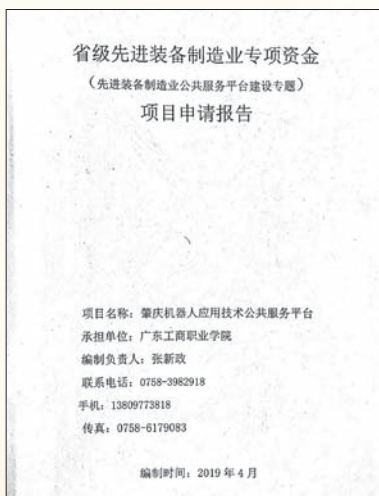 省级先进装备制造业专项资金
（先进装备制造业公共服务平台建设专题）
项目申请报告
项目名称：肇庆机器人应用技术公共服务平台
承担单位：广东工商职业学院
编制负责人：张新政
联系电话：0758-3982918
手机：13809773818
传真：0758-6179083
编制时间：2019 年 4 月